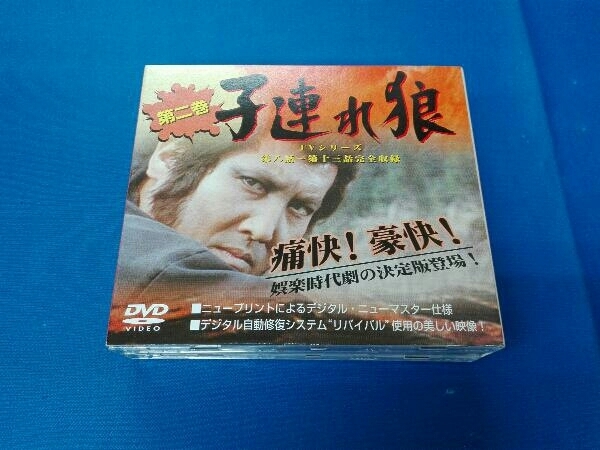 第二巻
子連れ狼
TVシリーズ
第八話~第十三話完全収録
痛快!豪快!
娯楽時代劇の決定版登場!
DVD
VIDEO
■ニュープリントによるデジタル・ニューマスター仕様
■デジタル自動修復システム"リバイバル"使用の美しい映像!